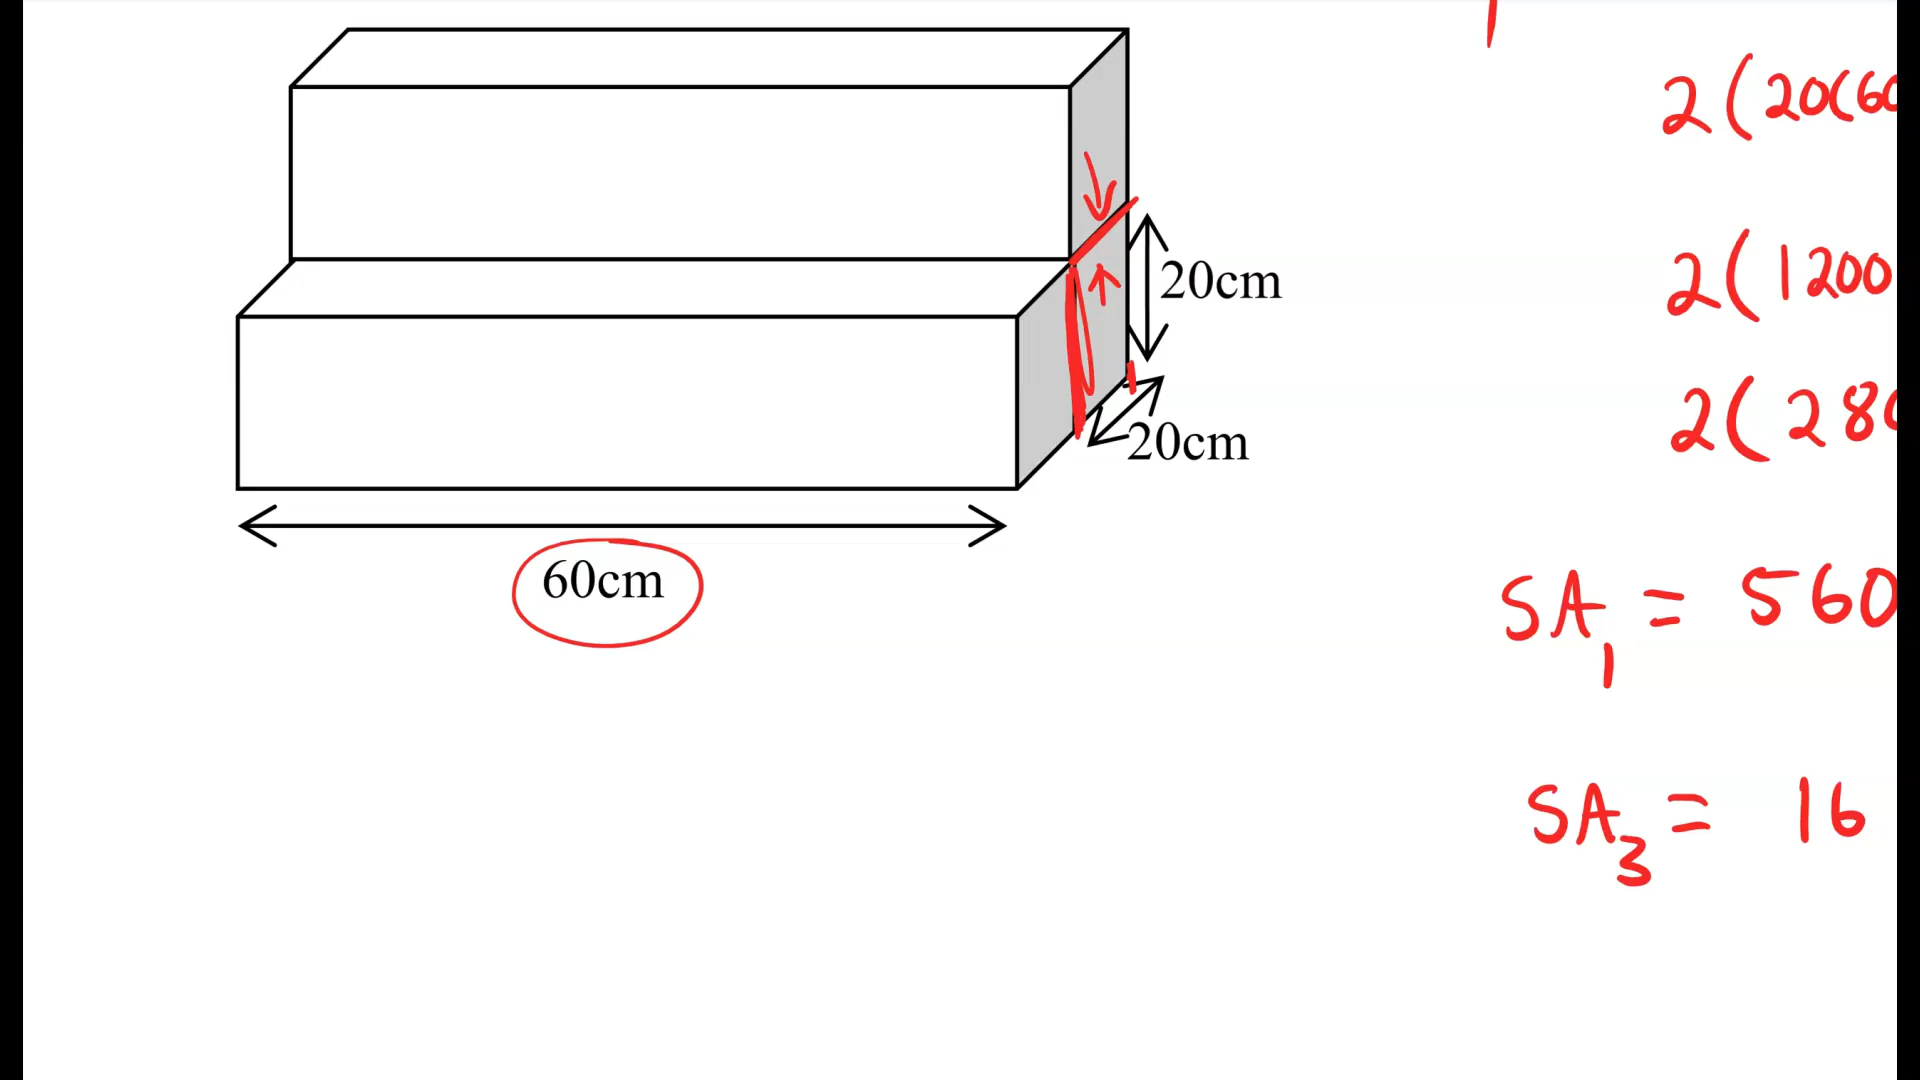 20cm
20cm
60cm
2(20(60
2(1200
2(280
SA₁ = 560
SA₃ = 16